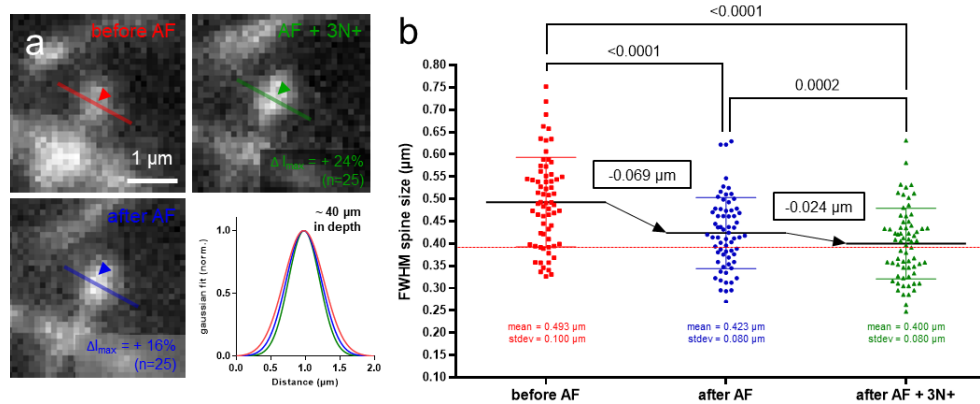 a
before AF
1 µm
AF + 3N+
Δ Imax = + 24%
(n=25)
after AF
ΔImax = + 16%
(n=25)
~ 40 µm
in depth
gaussian fit (norm.)
1.0
0.5
0.0
0.0 0.5 1.0 1.5 2.0
Distance (µm)
b
<0.0001
<0.0001
0.0002
FWHM spine size (µm)
0.80
0.75
0.70
0.65
0.60
0.55
0.50
0.45
0.40
0.35
0.30
0.25
0.20
0.15
0.10
-0.069 µm
-0.024 µm
mean = 0.493 µm
stdev = 0.100 µm
mean = 0.423 µm
stdev = 0.080 µm
mean = 0.400 µm
stdev = 0.080 µm
before AF after AF after AF + 3N+